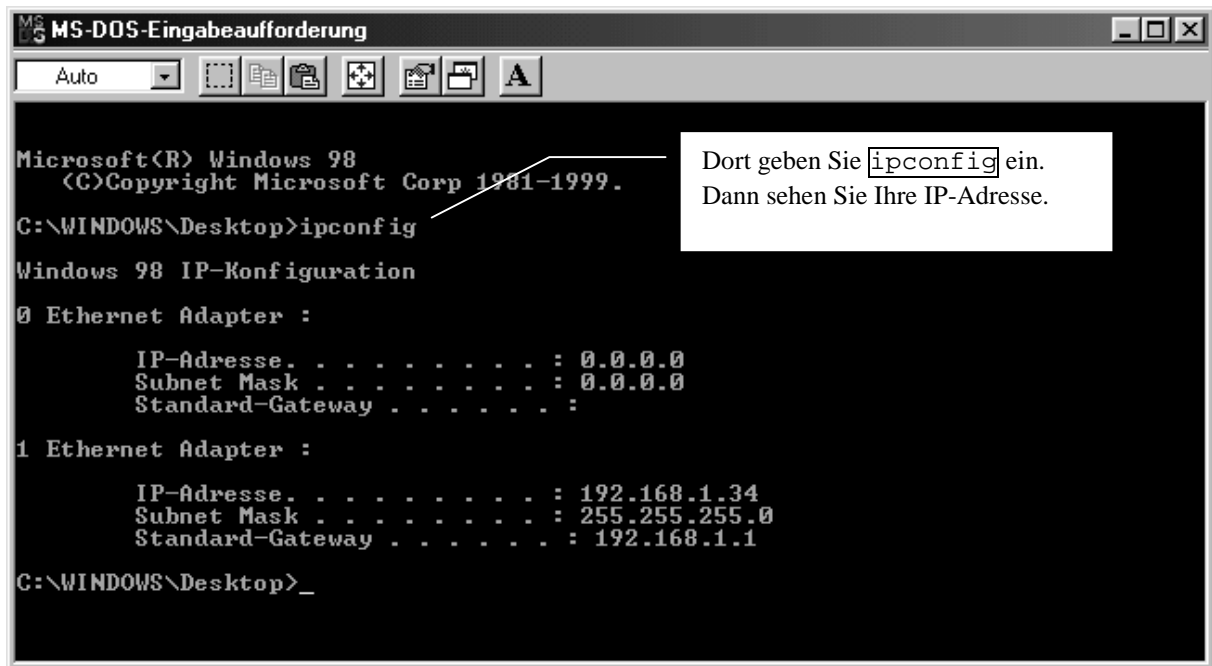 MS-DOS-Eingabeaufforderung
Auto
A
Microsoft(R) Windows 98
(C)Copyright Microsoft Corp 1981-1999.
Dort geben Sie ipconfig ein.
Dann sehen Sie Ihre IP-Adresse.
C:\WINDOWS\Desktop>ipconfig
Windows 98 IP-Konfiguration
0 Ethernet Adapter :
IP-Adresse. . . . . . . . . : 0.0.0.0
Subnet Mask . . . . . . . . : 0.0.0.0
Standard-Gateway . . . . . . :
1 Ethernet Adapter :
IP-Adresse. . . . . . . . . : 192.168.1.34
Subnet Mask . . . . . . . . : 255.255.255.0
Standard-Gateway . . . . . . : 192.168.1.1
C:\WINDOWS\Desktop>_